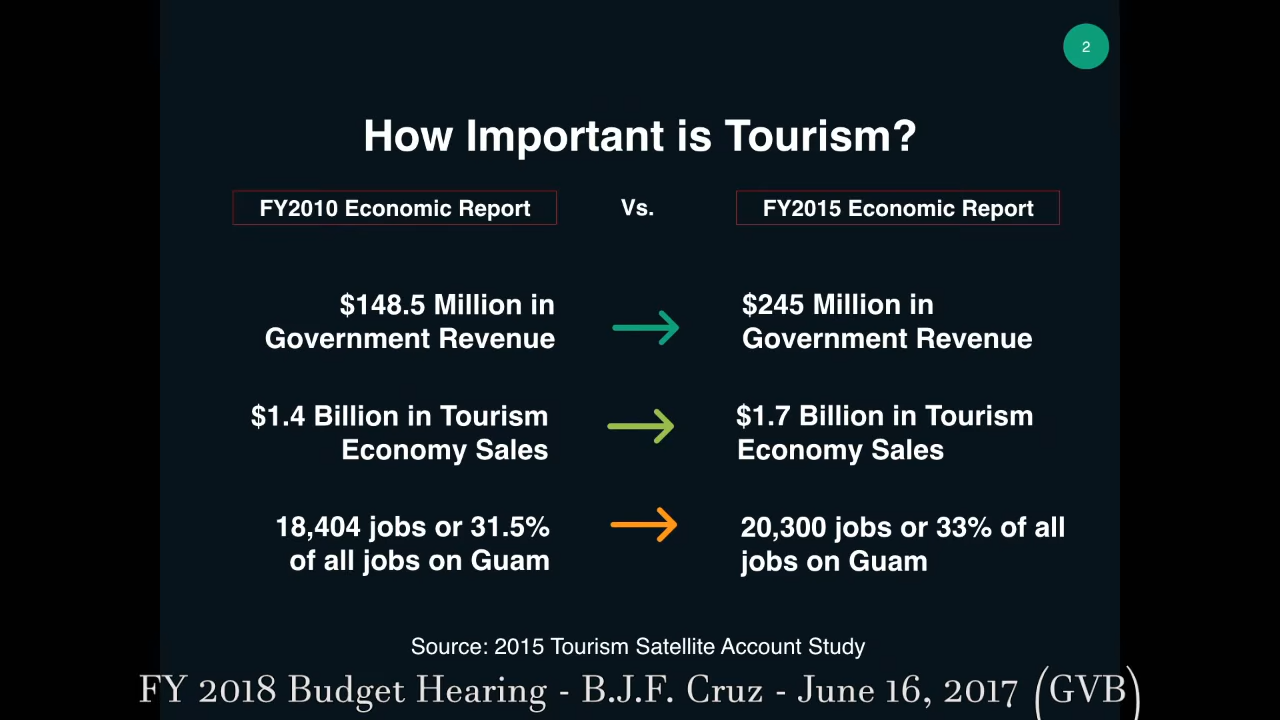 2
How Important is Tourism?
FY2010 Economic Report
Vs.
FY2015 Economic Report
$148.5 Million in
Government Revenue
$245 Million in
Government Revenue
$1.4 Billion in Tourism
Economy Sales
$1.7 Billion in Tourism
Economy Sales
18,404 jobs or 31.5%
of all jobs on Guam
20,300 jobs or 33% of all
jobs on Guam
Source: 2015 Tourism Satellite Account Study
FY 2018 Budget Hearing - B.J.F. Cruz - June 16, 2017 (GVB)